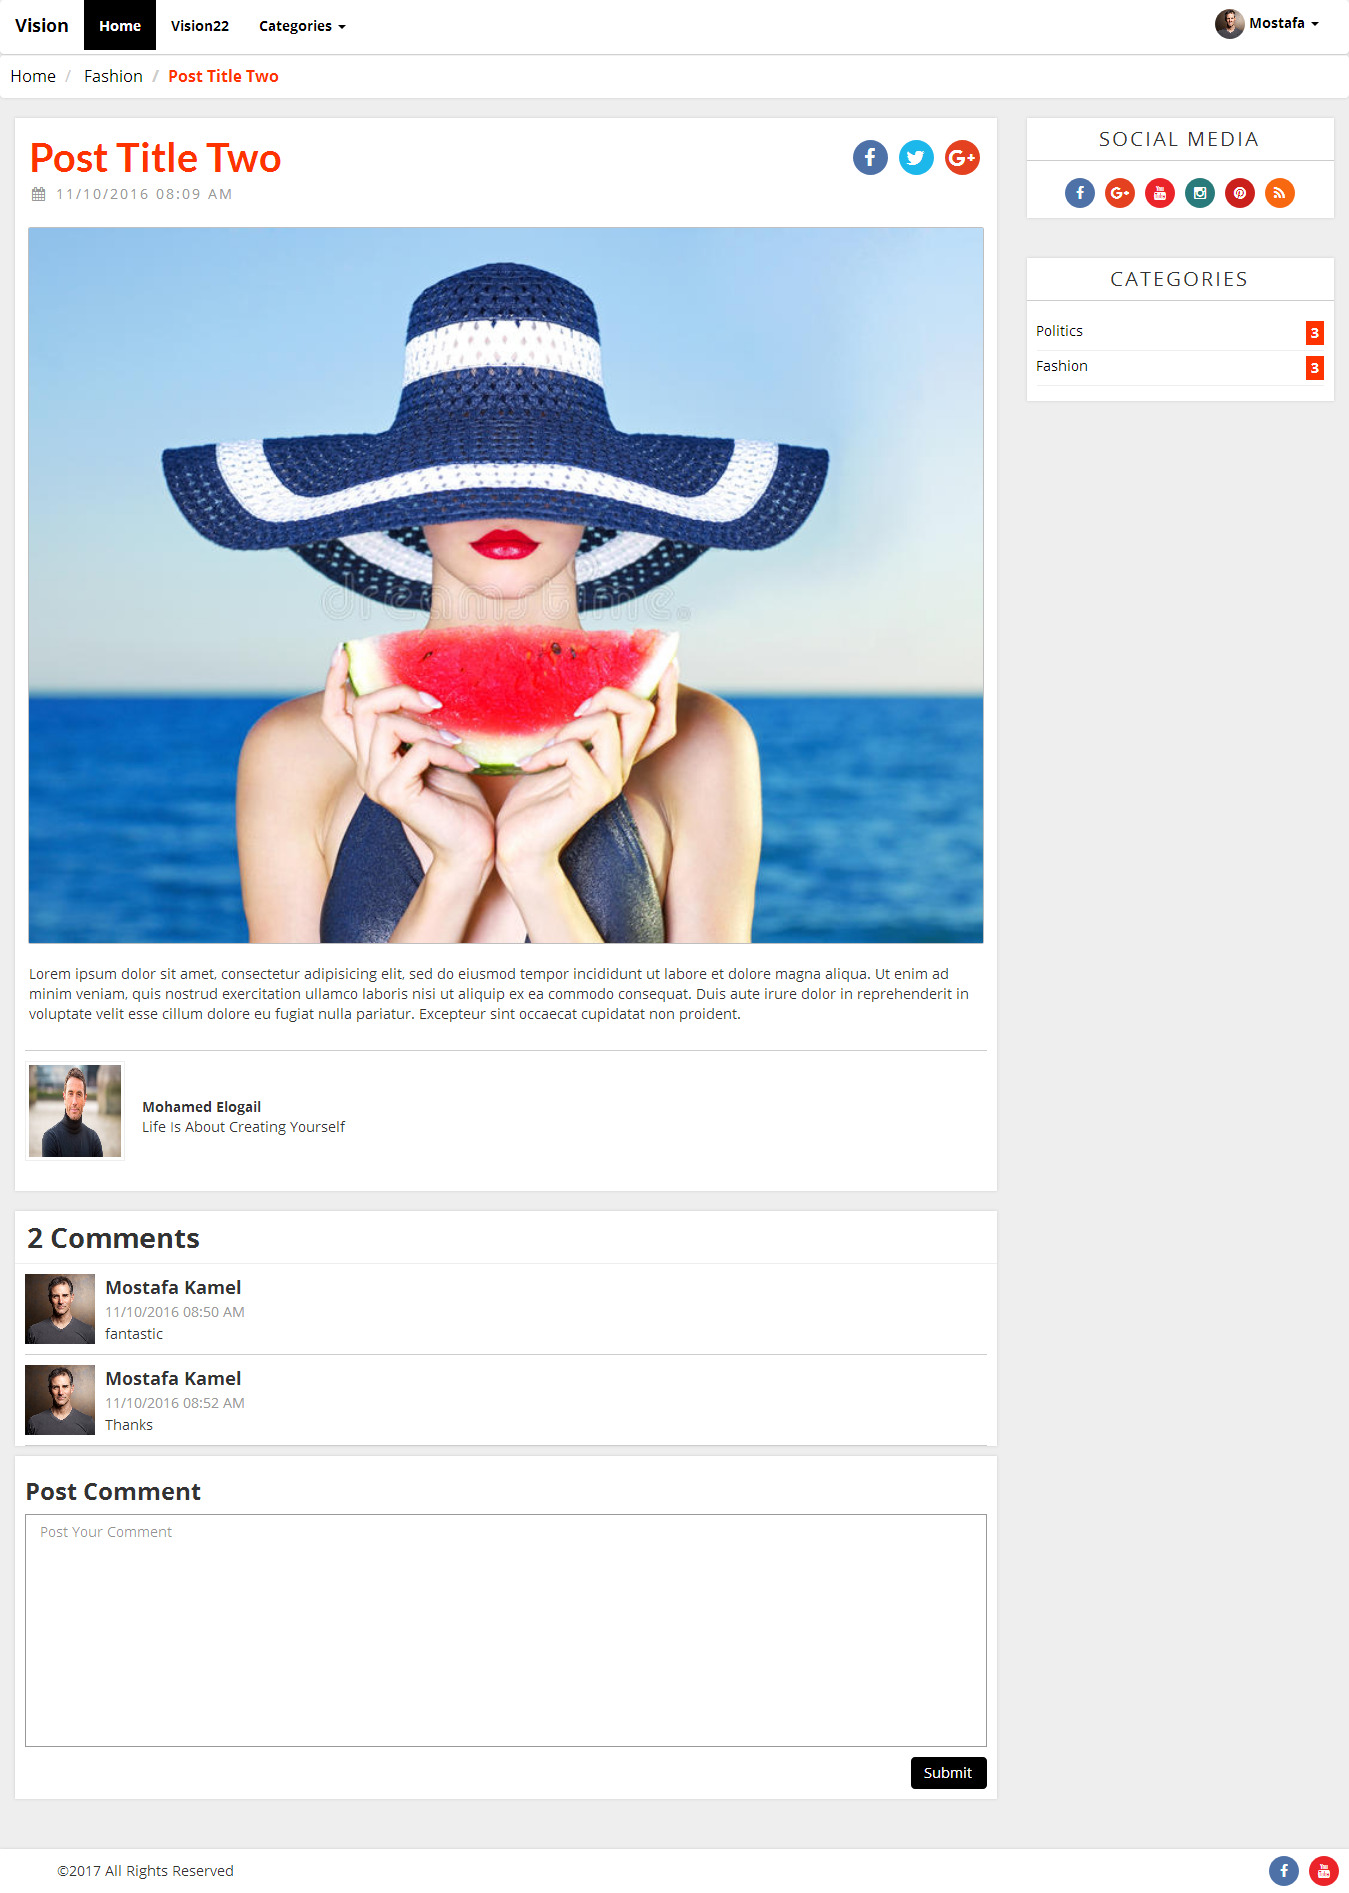 Vision Home Vision22 Categories Mostafa
Home / Fashion / Post Title Two
Post Title Two
11/10/2016 08:09 AM
dreamstime.
Lorem ipsum dolor sit amet, consectetur adipisicing elit, sed do eiusmod tempor incididunt ut labore et dolore magna aliqua. Ut enim ad
minim veniam, quis nostrud exercitation ullamco laboris nisi ut aliquip ex ea commodo consequat. Duis aute irure dolor in reprehenderit in
voluptate velit esse cillum dolore eu fugiat nulla pariatur. Excepteur sint occaecat cupidatat non proident.
Mohamed Elogail
Life Is About Creating Yourself
2 Comments
Mostafa Kamel
11/10/2016 08:50 AM
fantastic
Mostafa Kamel
11/10/2016 08:52 AM
Thanks
Post Comment
Post Your Comment
Submit
SOCIAL MEDIA
CATEGORIES
Politics 3
Fashion 3
©2017 All Rights Reserved